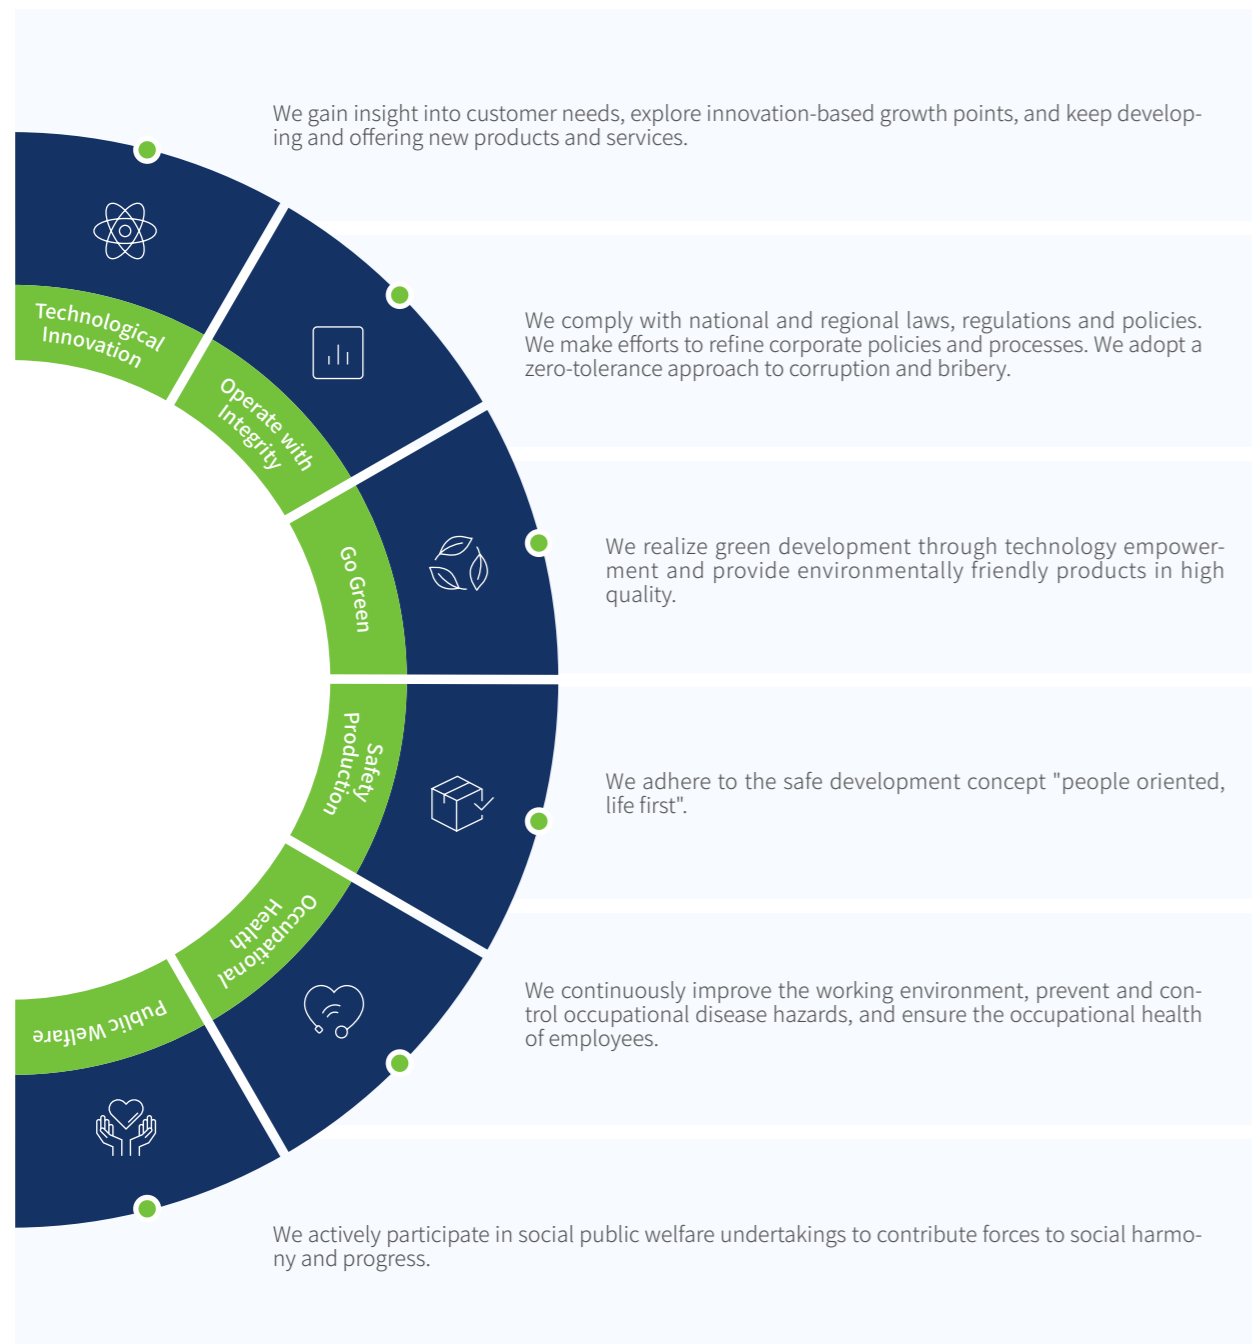 We gain insight into customer needs, explore innovation-based growth points, and keep develop-
ing and offering new products and services.
Technological
Innovation
We comply with national and regional laws, regulations and policies.
We make efforts to refine corporate policies and processes. We adopt a
zero-tolerance approach to corruption and bribery.
Operate with
Integrity
We realize green development through technology empower-
ment and provide environmentally friendly products in high
quality.
Go Green
We adhere to the safe development concept "people oriented,
life first".
Safety
Production
We continuously improve the working environment, prevent and con-
trol occupational disease hazards, and ensure the occupational health
of employees.
Occupational
Health
We actively participate in social public welfare undertakings to contribute forces to social harmo-
ny and progress.
Public Welfare